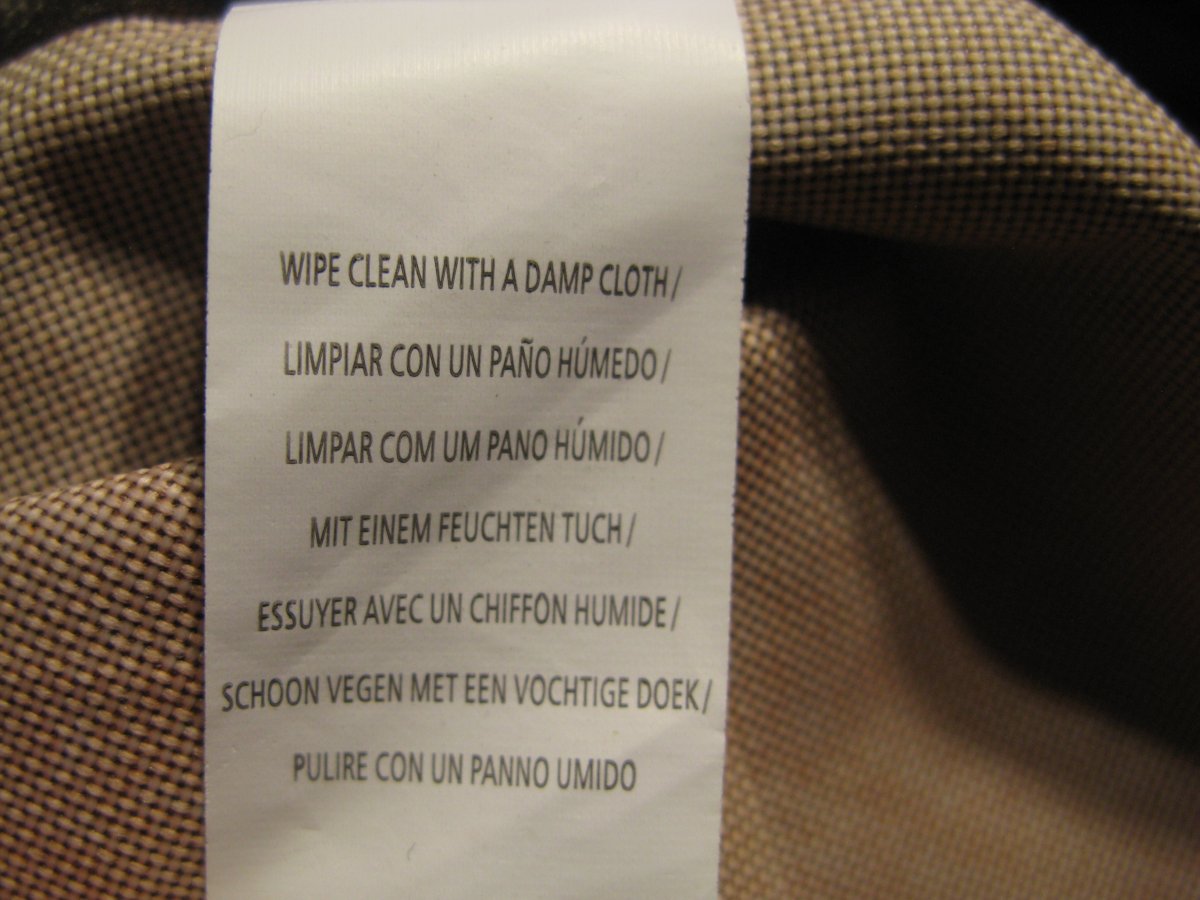 WIPE CLEAN WITH A DAMP CLOTH /
LIMPIAR CON UN PAÑO HÚMEDO /
LIMPAR COM UM PANO HÚMIDO /
MIT EINEM FEUCHTEN TUCH /
ESSUYER AVEC UN CHIFFON HUMIDE /
SCHOON VEGEN MET EEN VOCHTIGE DOEK /
PULIRE CON UN PANNO UMIDO